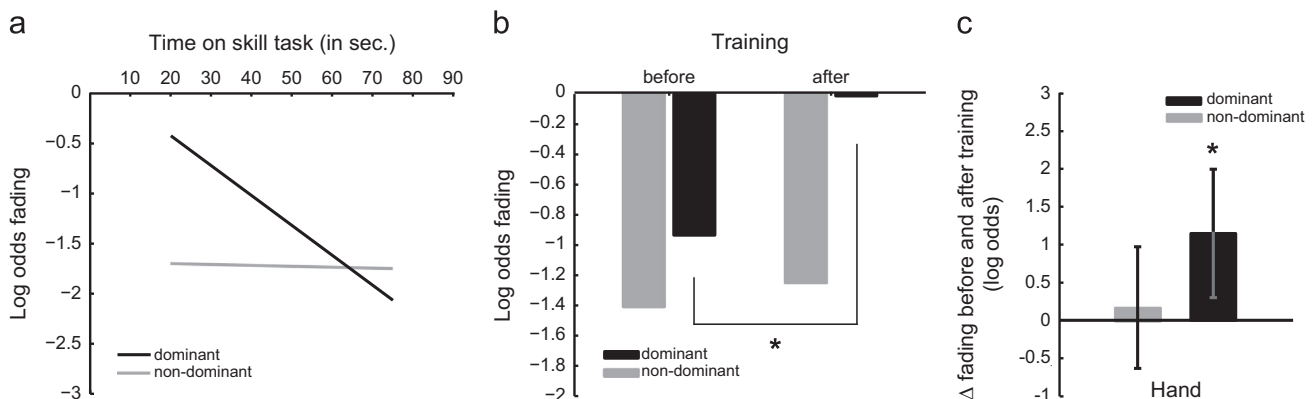 a
Time on skill task (in sec.)
10 20 30 40 50 60 70 80 90
0
−0.5
−1
−1.5
−2
−2.5
−3
Log odds fading
dominant
non-dominant
b
Training
before after
0
−0.2
−0.4
−0.6
−0.8
−1
−1.2
−1.4
−1.6
−1.8
−2
Log odds fading
*
dominant
non-dominant
c
3
2.5
2
1.5
1
0.5
0
-0.5
-1
Δ fading before and after training
(log odds)
dominant
non-dominant
*
Hand